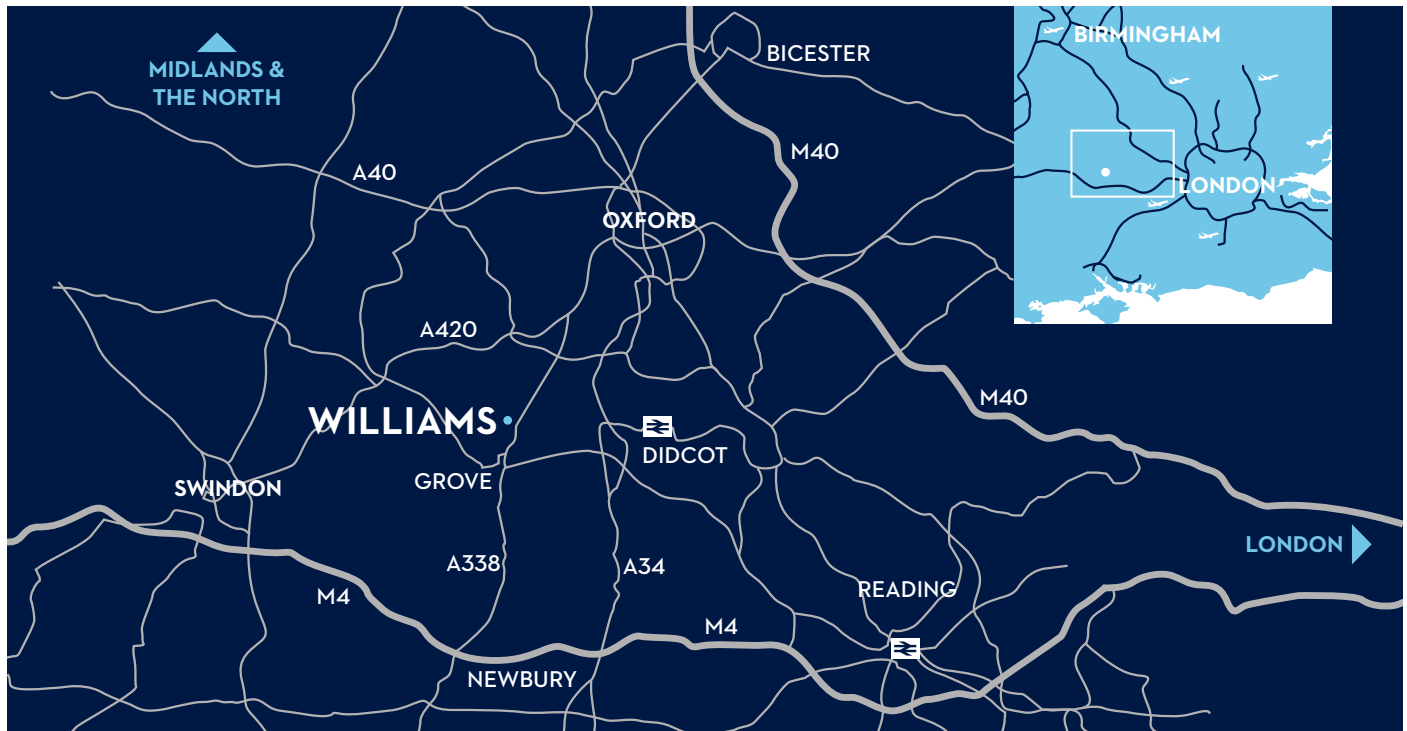 MIDLANDS &
THE NORTH
BICESTER
BIRMINGHAM
M40
A40
LONDON
OXFORD
A420
M40
WILLIAMS
DIDCOT
GROVE
SWINDON
LONDON
A338
A34
READING
M4
M4
NEWBURY